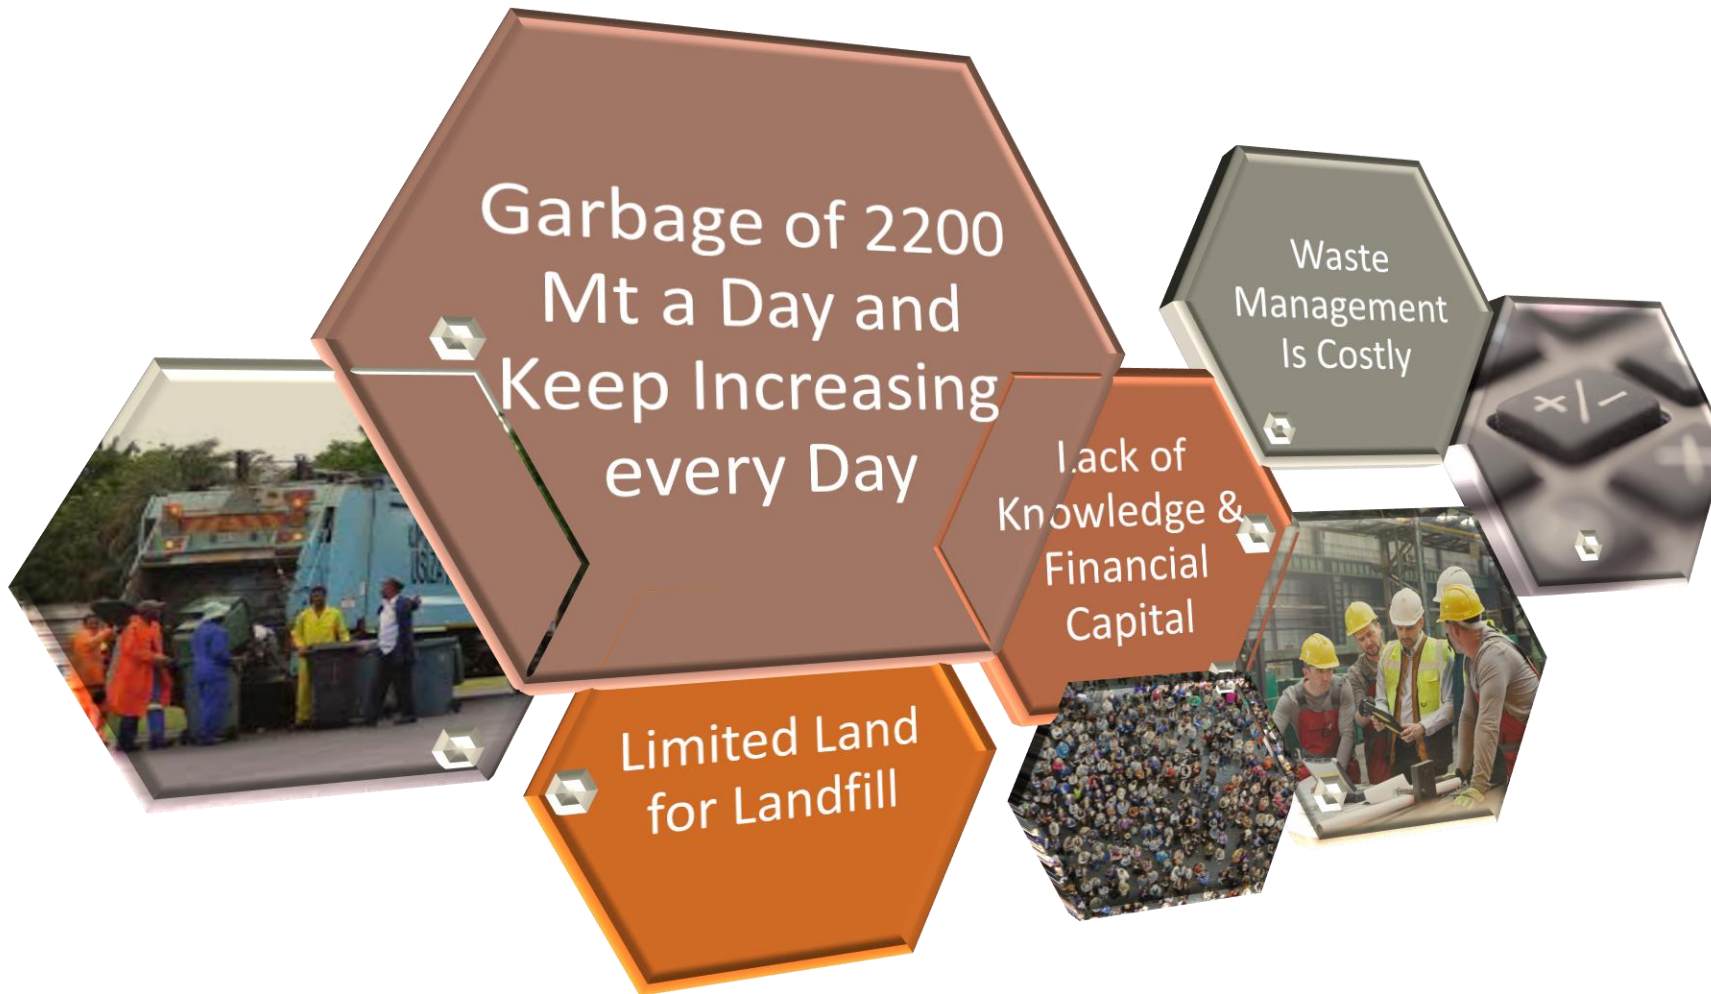 Garbage of 2200
Mt a Day and
Keep Increasing
every Day
Waste
Management
Is Costly
+/−
+
Lack of
Knowledge &
Financial
Capital
Limited Land
for Landfill